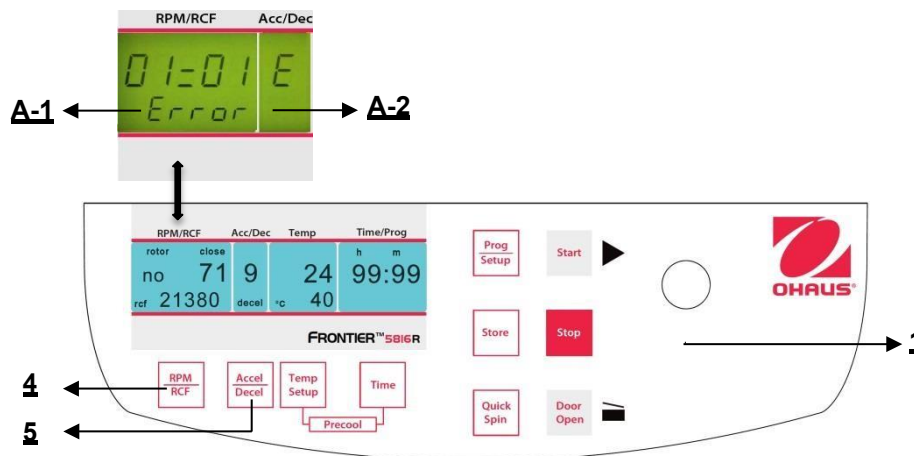 RPM/RCF Acc/Dec
01=01 E
Error
A-1
A-2
RPM/RCF Acc/Dec Temp Time/Prog
rotor close h m
no 71 9 24 99:99
rcf 21380 decel °C 40
FRONTIER™ 5816R
RPM
RCF
Accel
Decel
Temp
Setup
Time
Precool
4
5
Prog
Setup
Start
Store
Stop
Quick
Spin
Door
Open
OHAUS®